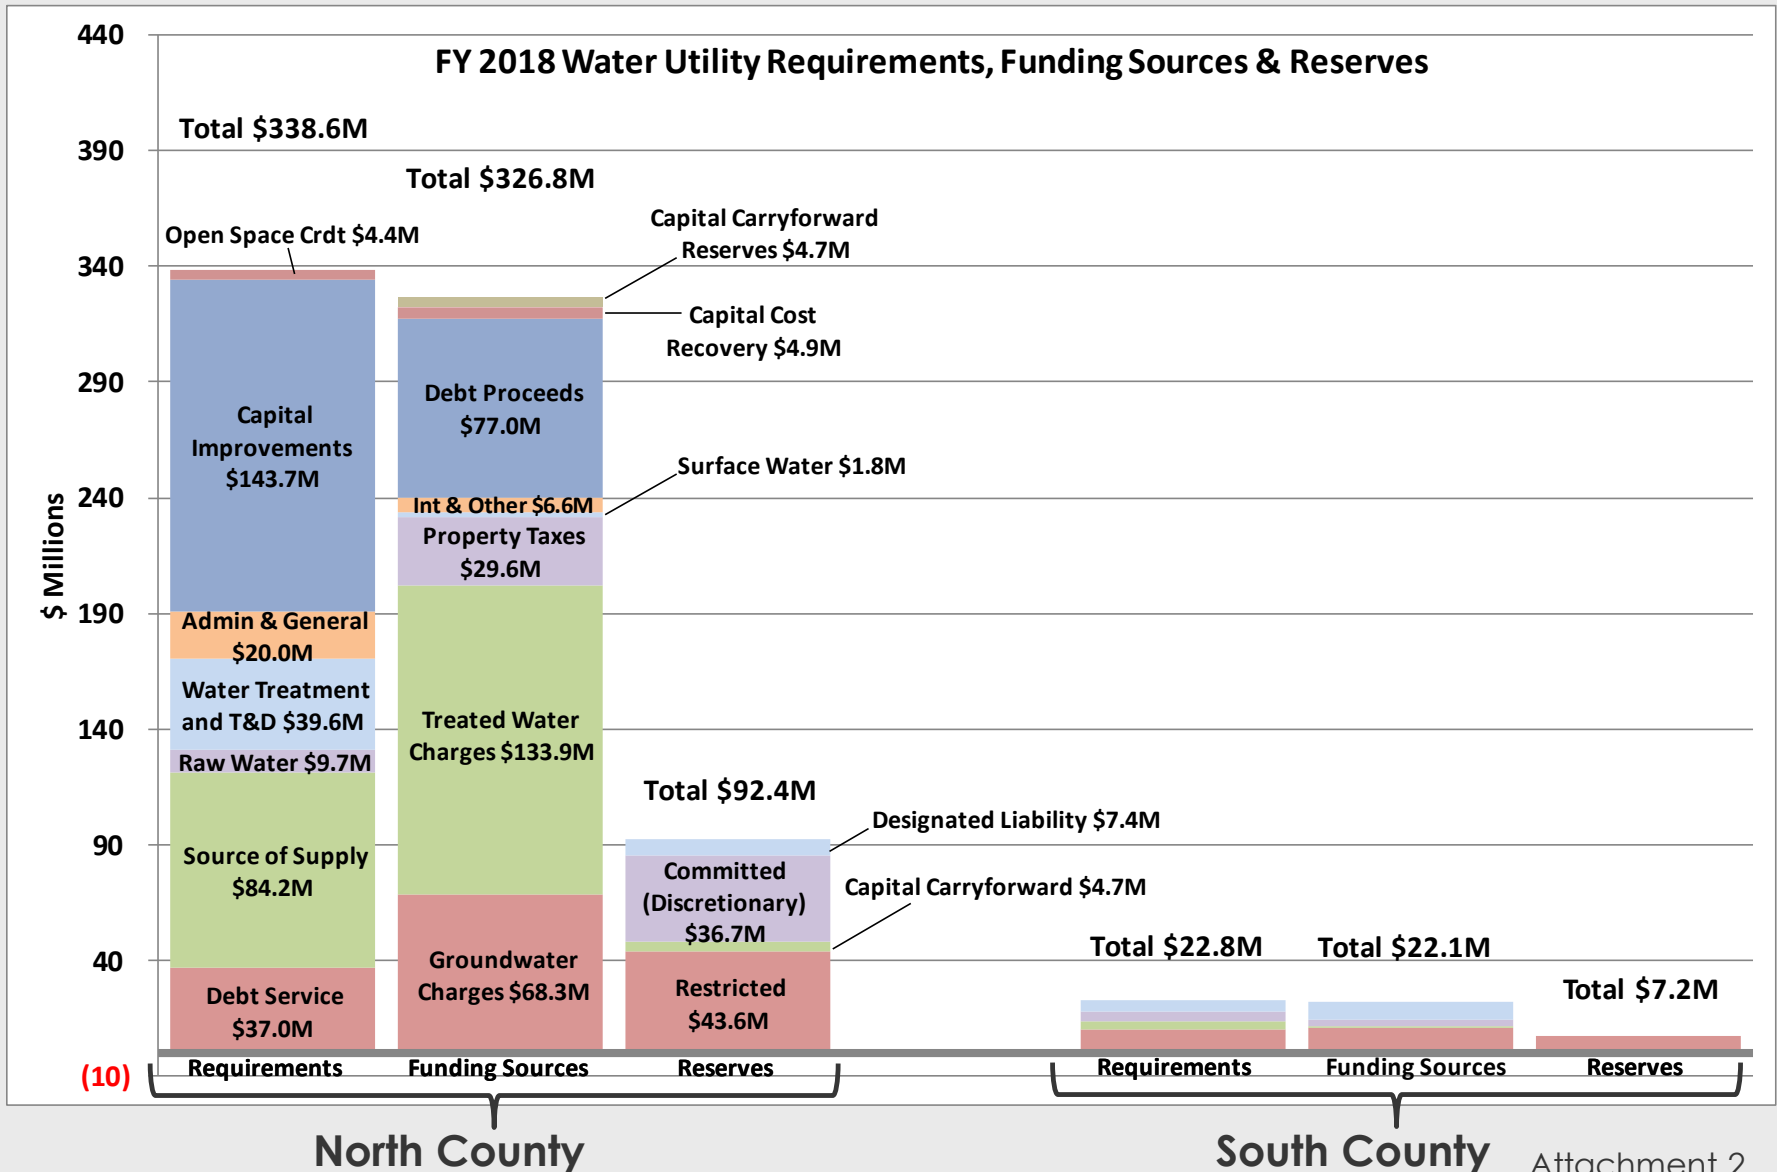 FY 2018 Water Utility Requirements, Funding Sources & Reserves
$ Millions
440
390
340
290
240
190
140
90
40
(10)
Total $338.6M
Open Space Crdt $4.4M
Capital
Improvements
$143.7M
Admin & General
$20.0M
Water Treatment
and T&D $39.6M
Raw Water $9.7M
Source of Supply
$84.2M
Debt Service
$37.0M
Requirements
Total $326.8M
Capital Carryforward
Reserves $4.7M
Capital Cost
Recovery $4.9M
Debt Proceeds
$77.0M
Int & Other $6.6M
Surface Water $1.8M
Property Taxes
$29.6M
Treated Water
Charges $133.9M
Groundwater
Charges $68.3M
Funding Sources
Total $92.4M
Designated Liability $7.4M
Committed
(Discretionary)
$36.7M
Capital Carryforward $4.7M
Restricted
$43.6M
Reserves
North County
Total $22.8M
Requirements
Total $22.1M
Funding Sources
Total $7.2M
Reserves
South County
Attachment 2